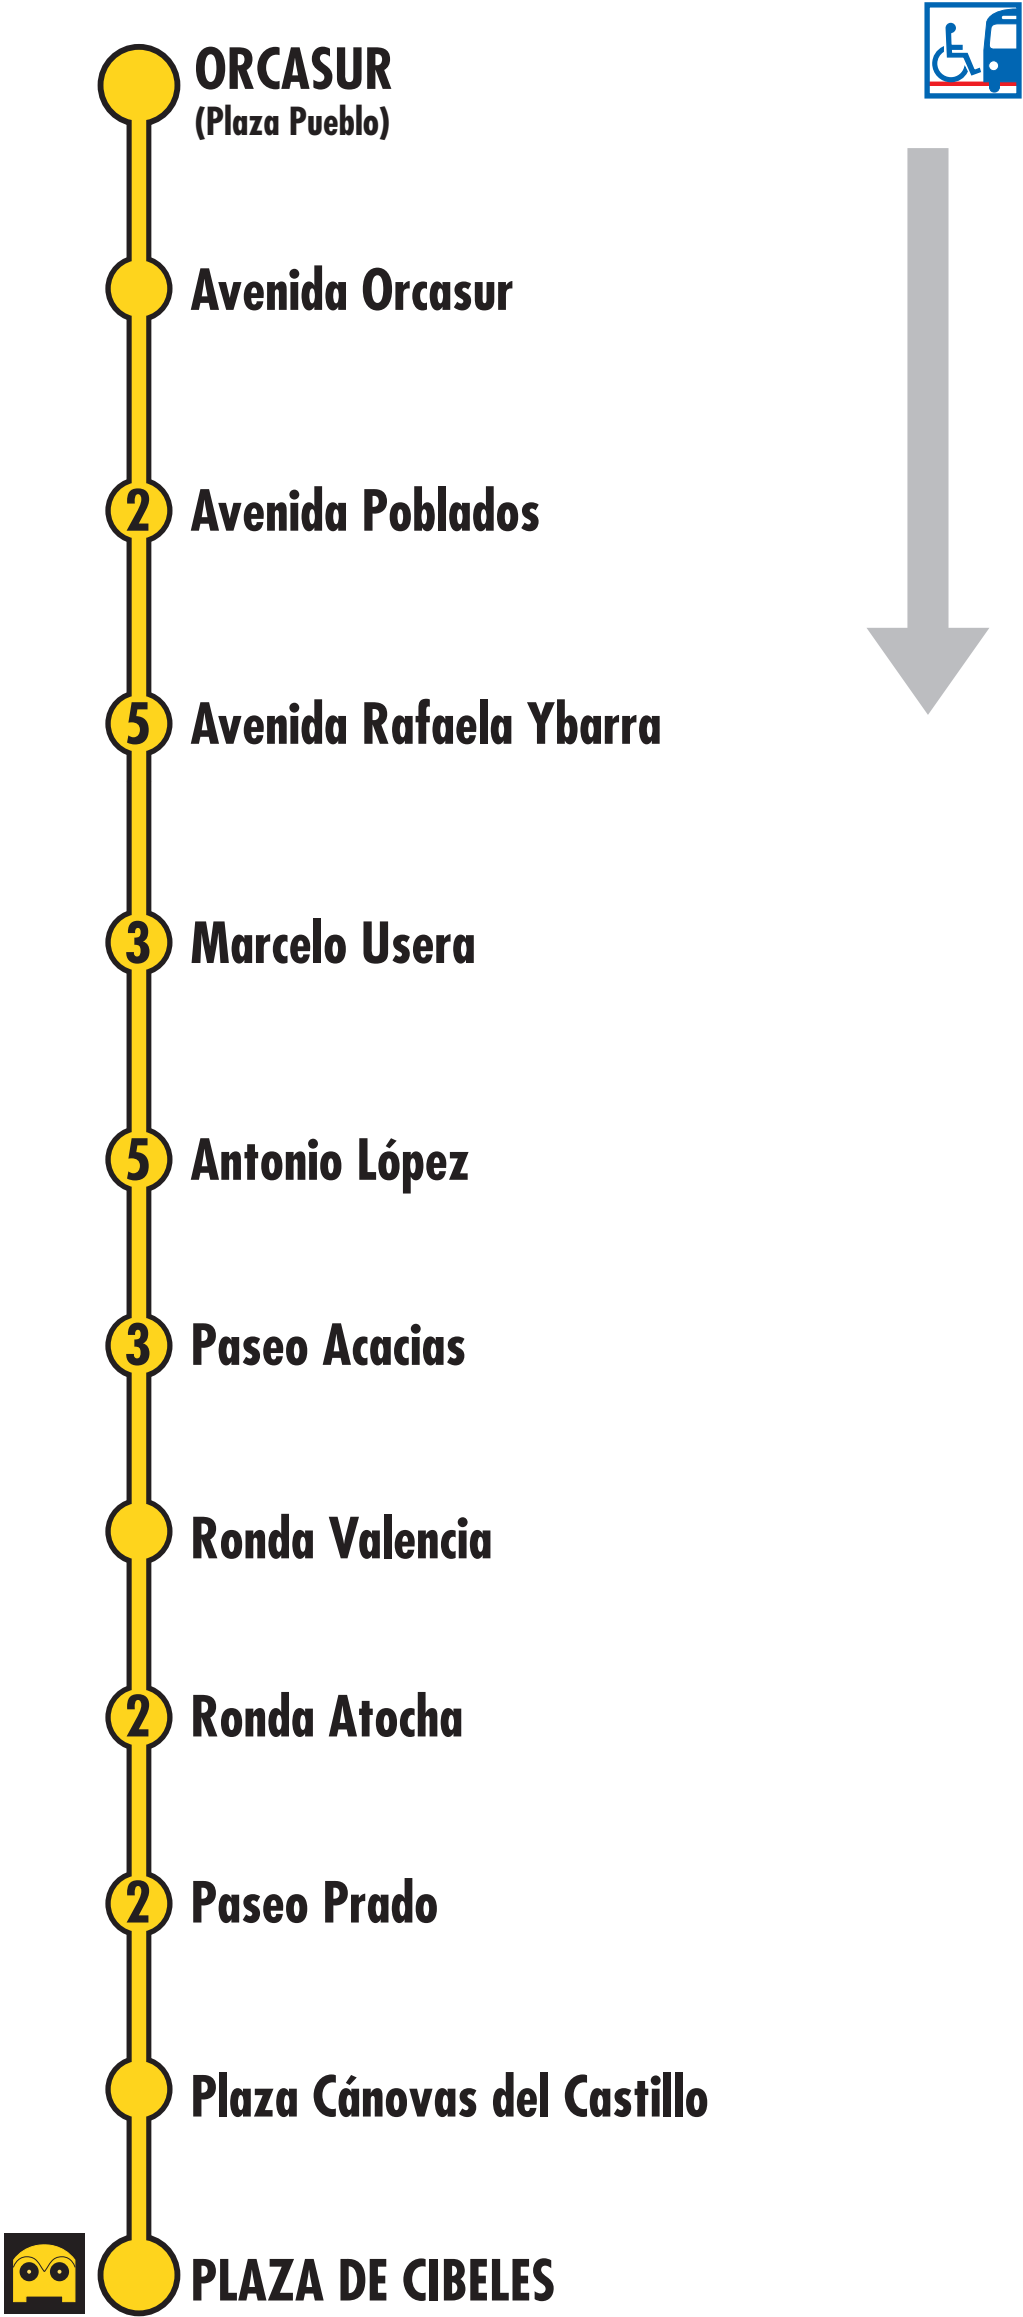 ORCASUR
(Plaza Pueblo)
Avenida Orcasur
2 Avenida Poblados
5 Avenida Rafaela Ybarra
3 Marcelo Usera
5 Antonio López
3 Paseo Acacias
Ronda Valencia
2 Ronda Atocha
2 Paseo Prado
Plaza Cánovas del Castillo
PLAZA DE CIBELES